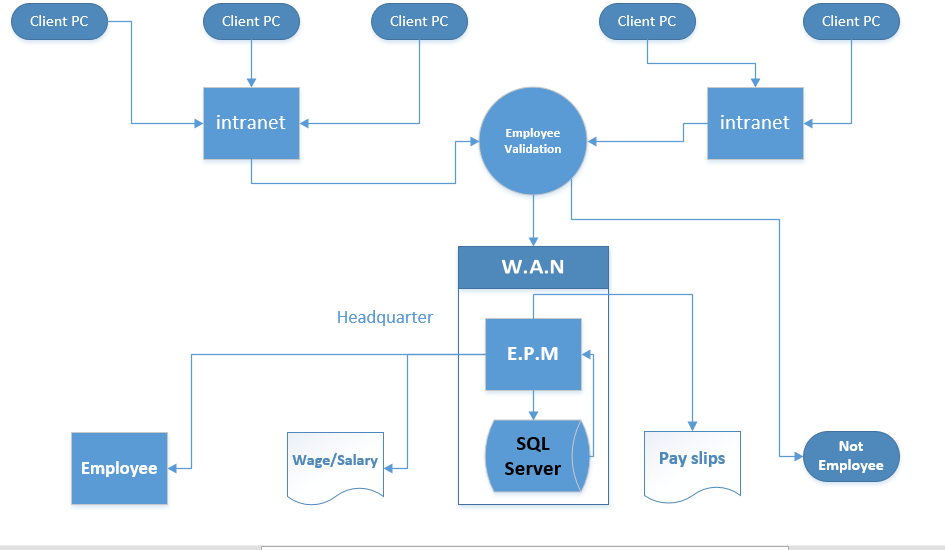 Client PC
Client PC
Client PC
Client PC
Client PC
intranet
Employee
Validation
intranet
W.A.N
Headquarter
E.P.M
SQL
Server
Employee
Wage/Salary
Pay slips
Not
Employee